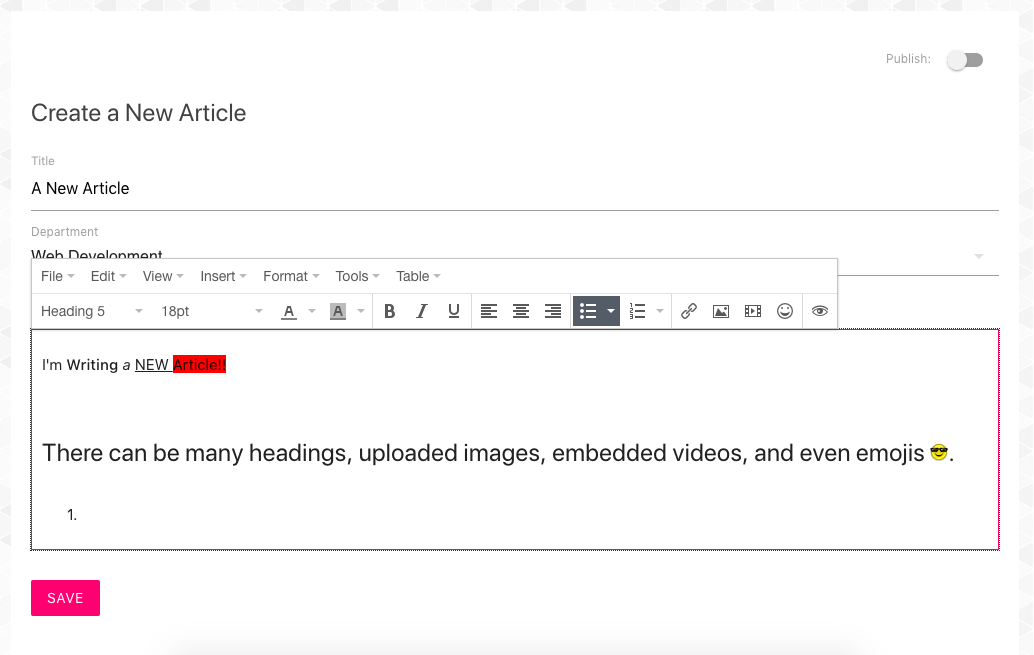 Publish:
Create a New Article
Title
A New Article
Department
Web Development
File Edit View Insert Format Tools Table
Heading 5 18pt A A B I U
I'm Writing a NEW Article!!
There can be many headings, uploaded images, embedded videos, and even emojis 😎.
1.
SAVE